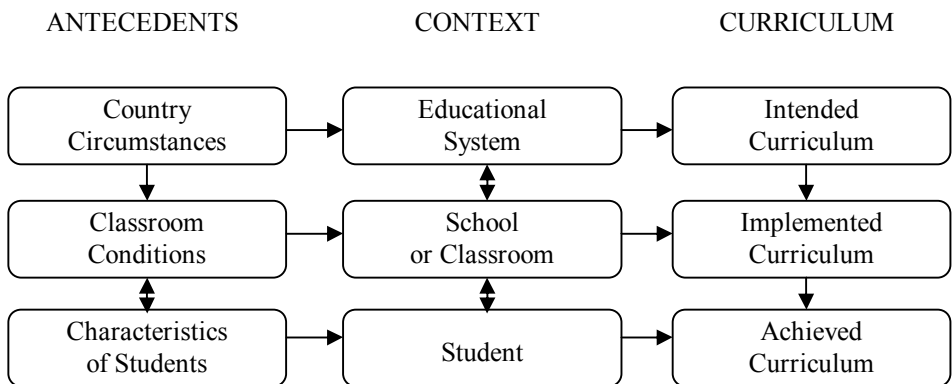 ANTECEDENTS CONTEXT CURRICULUM
Country
Circumstances
Educational
System
Intended
Curriculum
Classroom
Conditions
School
or Classroom
Implemented
Curriculum
Characteristics
of Students
Student
Achieved
Curriculum